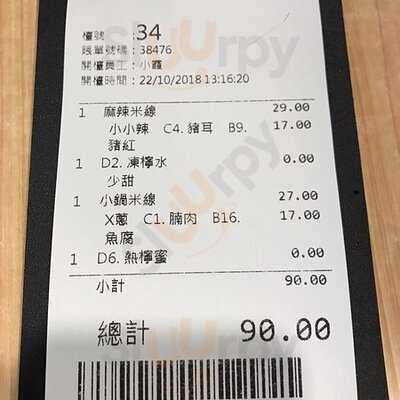 檯號　:34
賬單號碼：38476
開檯員工：小霞
開檯時間：22/10/2018 13:16:20
1 麻辣米線 29.00
小小辣 C4. 豬耳 B9. 17.00
豬紅
1 D2. 凍檸水 0.00
少甜
1 小鍋米線 27.00
X蔥 C1. 腩肉 B16. 17.00
魚腐
1 D6. 熱檸蜜 0.00
小計 90.00
總計 90.00
Sluurpy